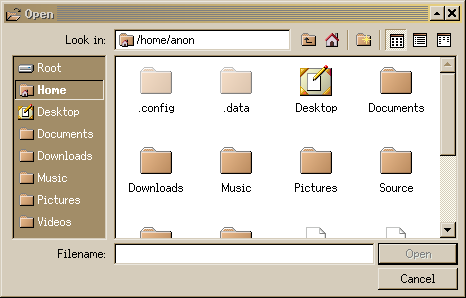 Open
Look in: /home/anon
Root
Home
Desktop
Documents
Downloads
Music
Pictures
Videos
.config .data Desktop Documents
Downloads Music Pictures Source
Filename: Open
Cancel